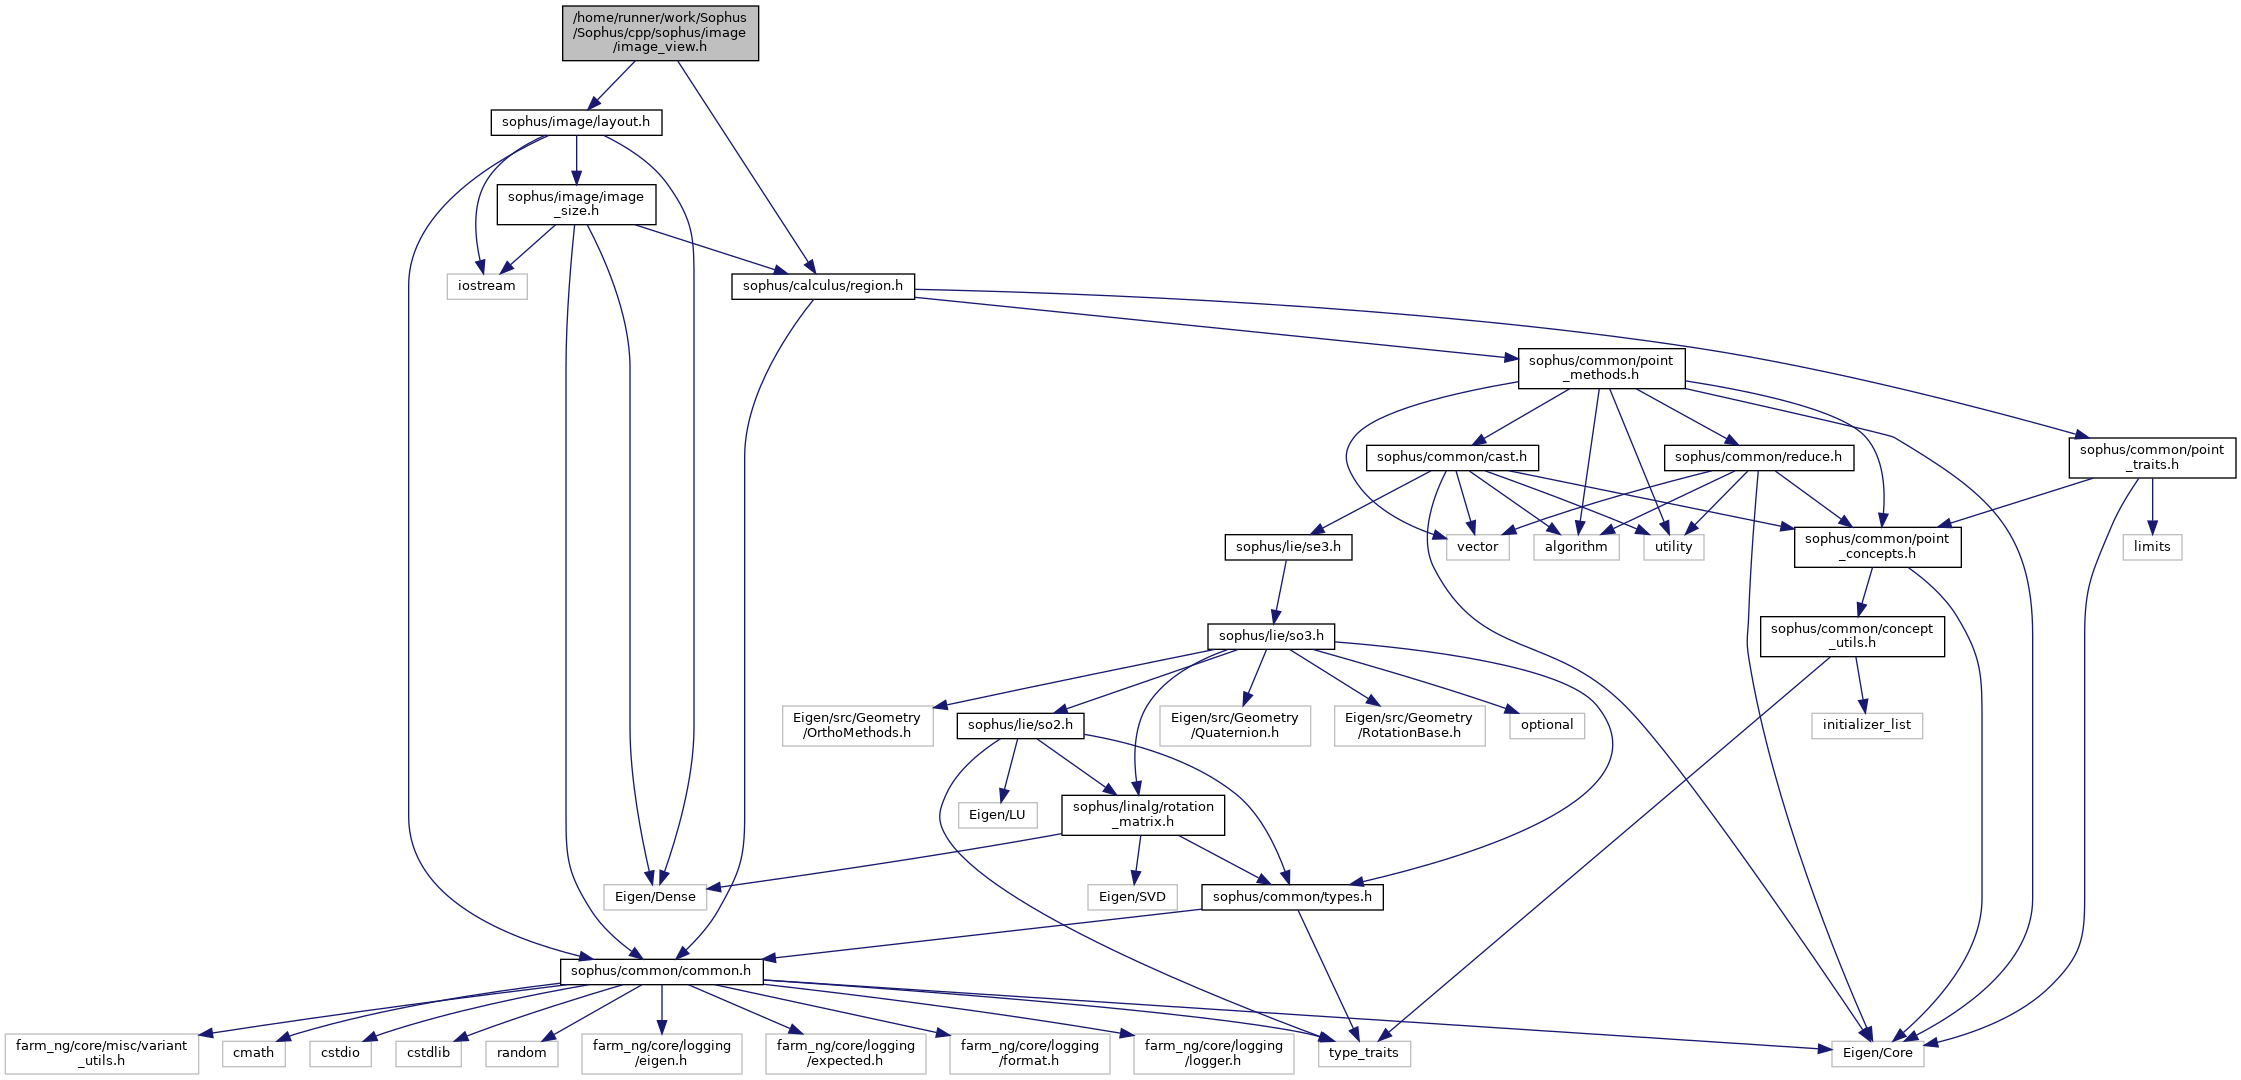 /home/runner/work/Sophus
/Sophus/cpp/sophus/image
/image_view.h
sophus/image/layout.h
sophus/image/image
_size.h
iostream
sophus/calculus/region.h
sophus/common/point
_methods.h
sophus/common/cast.h
sophus/common/reduce.h
sophus/common/point
_traits.h
sophus/lie/se3.h
vector
algorithm
utility
sophus/common/point
_concepts.h
limits
sophus/lie/so3.h
sophus/common/concept
_utils.h
Eigen/src/Geometry
/OrthoMethods.h
sophus/lie/so2.h
Eigen/src/Geometry
/Quaternion.h
Eigen/src/Geometry
/RotationBase.h
optional
initializer_list
Eigen/LU
sophus/linalg/rotation
_matrix.h
Eigen/Dense
Eigen/SVD
sophus/common/types.h
sophus/common/common.h
farm_ng/core/misc/variant
_utils.h
cmath
cstdio
cstdlib
random
farm_ng/core/logging
/eigen.h
farm_ng/core/logging
/expected.h
farm_ng/core/logging
/format.h
farm_ng/core/logging
/logger.h
type_traits
Eigen/Core